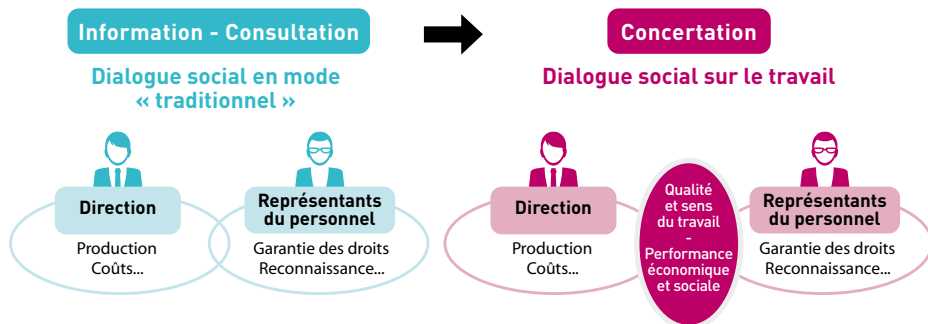 Information - Consultation
Dialogue social en mode
« traditionnel »
Direction
Production
Coûts...
Représentants
du personnel
Garantie des droits
Reconnaissance...
Concertation
Dialogue social sur le travail
Direction
Production
Coûts...
Qualité
et sens
du travail
-
Performance
économique
et sociale
Représentants
du personnel
Garantie des droits
Reconnaissance...